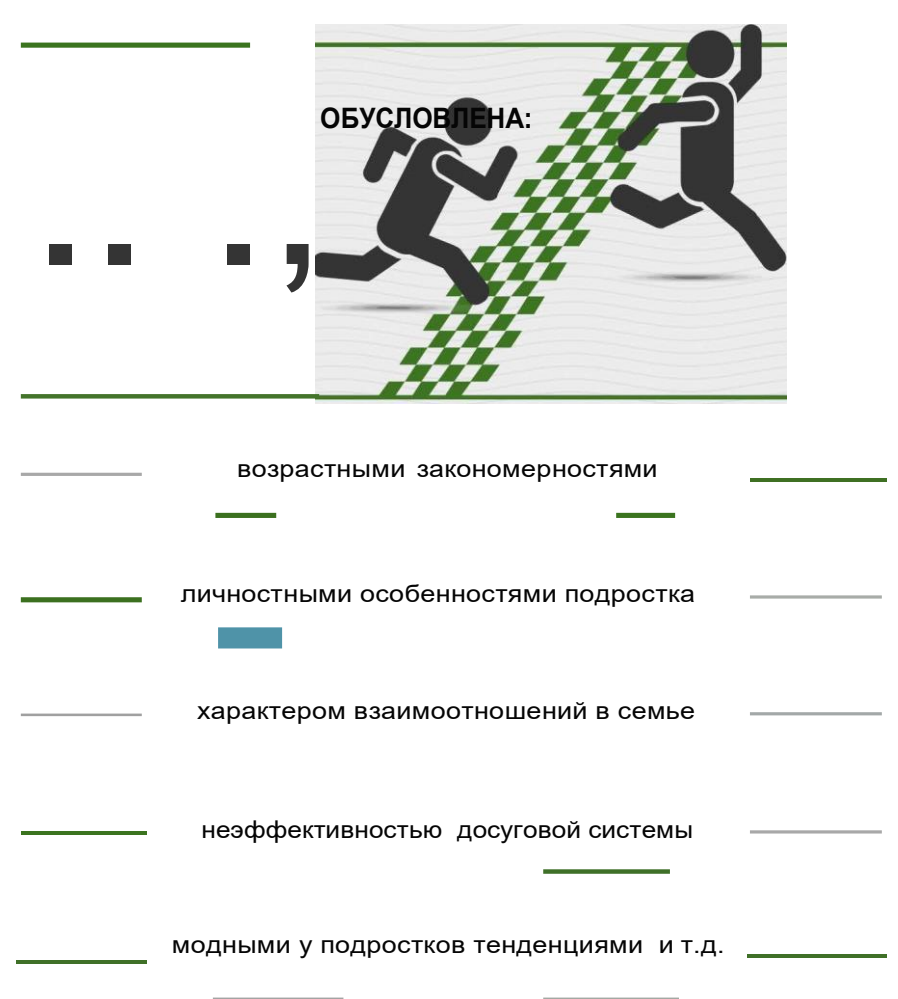 ОБУСЛОВЛЕНА:
возрастными закономерностями
личностными особенностями подростка
характером взаимоотношений в семье
неэффективностью досуговой системы
модными у подростков тенденциями и т.д.